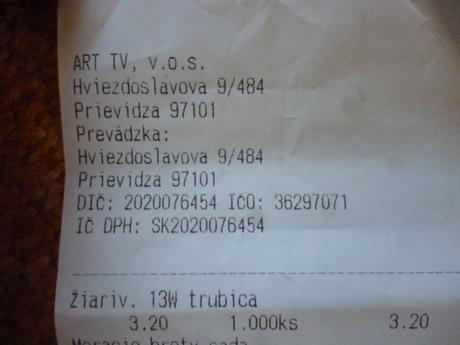 ART TV, v.o.s.
Hviezdoslavova 9/484
Prievidza 97101
Prevádzka:
Hviezdoslavova 9/484
Prievidza 97101
DIČ: 2020076454 IČO: 36297071
IČ DPH: SK2020076454
Žiariv. 13W trubica
3.20 1.000ks 3.20